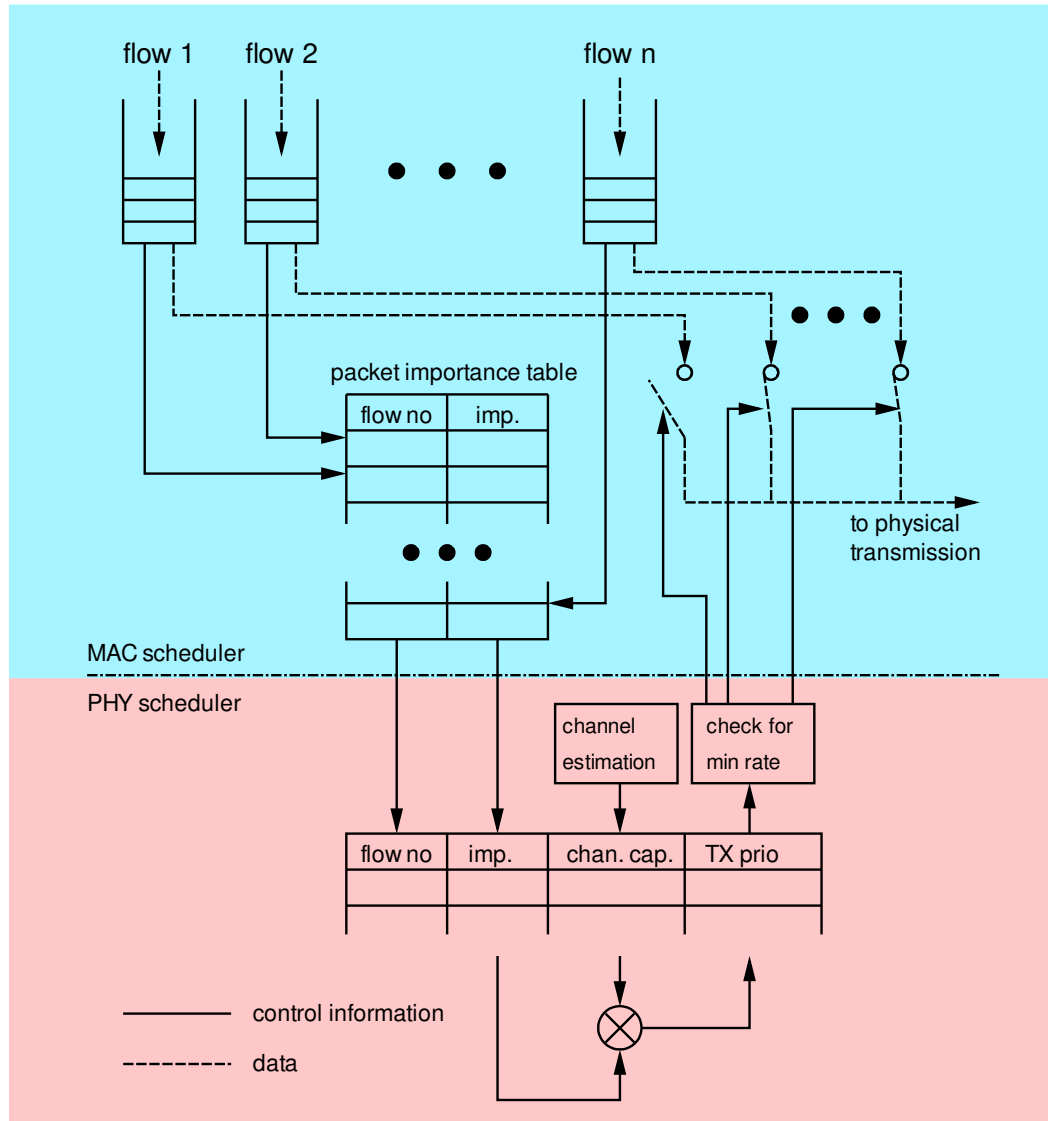 flow 1
flow 2
flow n
packet importance table
flow no
imp.
to physical
transmission
MAC scheduler
PHY scheduler
channel
estimation
check for
min rate
flow no
imp.
chan. cap.
TX prio
control information
data